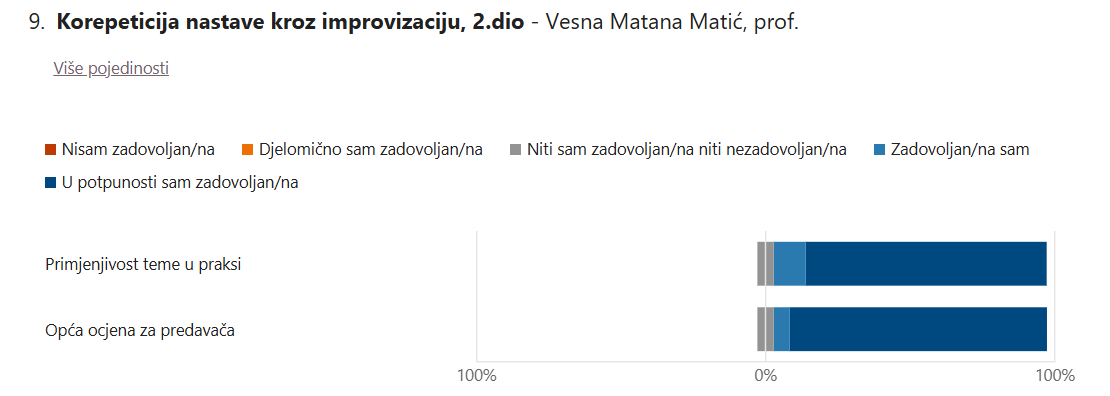 9. Korepeticija nastave kroz improvizaciju, 2.dio - Vesna Matana Matić, prof.
Više pojedinosti
Nisam zadovoljan/na Djelomično sam zadovoljan/na Niti sam zadovoljan/na niti nezadovoljan/na Zadovoljan/na sam
U potpunosti sam zadovoljan/na
Primjenjivost teme u praksi
Opća ocjena za predavača
100% 0% 100%